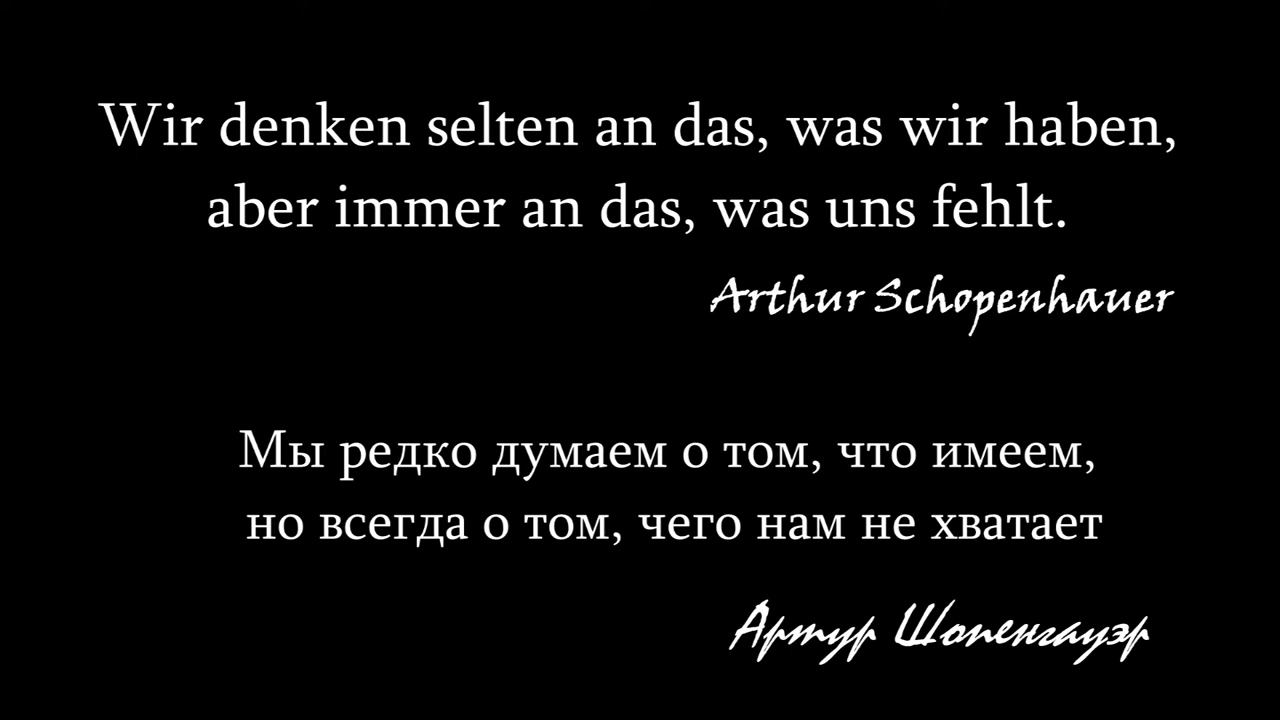 Wir denken selten an das, was wir haben,
aber immer an das, was uns fehlt.
Arthur Schopenhauer
Мы редко думаем о том, что имеем,
но всегда о том, чего нам не хватает
Артур Шопенгауэр